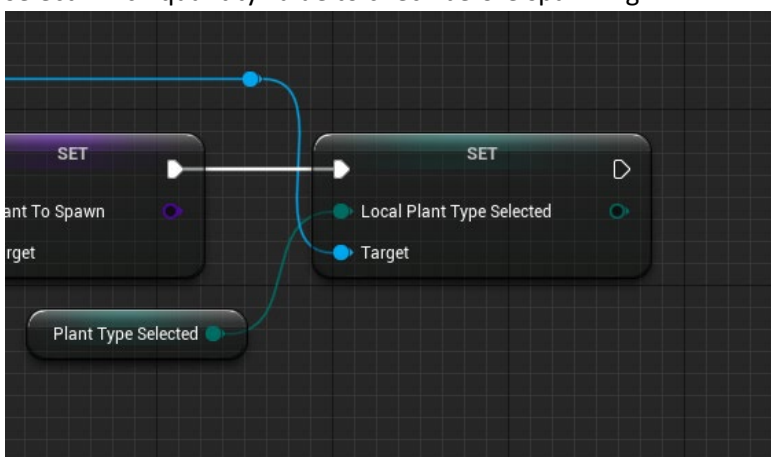 SET
SET
ant To Spawn
Local Plant Type Selected
rget
Target
Plant Type Selected